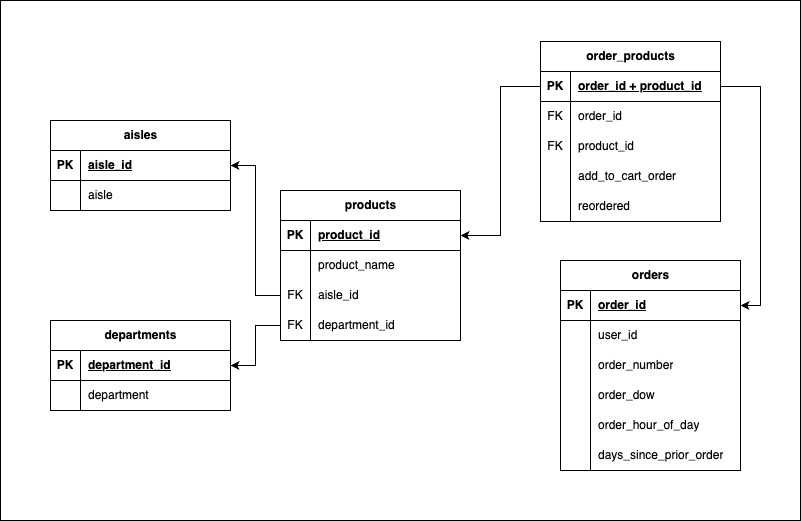 aisles
PK aisle_id
aisle
departments
PK department_id
department
products
PK product_id
product_name
FK aisle_id
FK department_id
order_products
PK order_id + product_id
FK order_id
FK product_id
add_to_cart_order
reordered
orders
PK order_id
user_id
order_number
order_dow
order_hour_of_day
days_since_prior_order